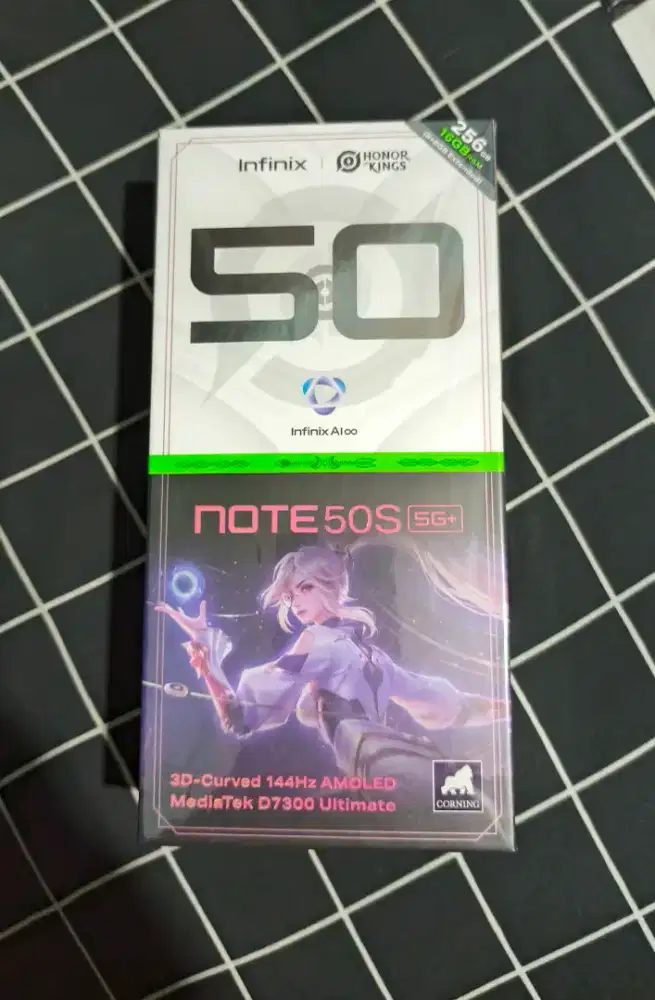 Infinix
HONOR
OF KINGS
256GB
16GB RAM
50
Infinix AI∞
NOTE 50S 5G+
3D-Curved 144Hz AMOLED
MediaTek D7300 Ultimate
CORNING